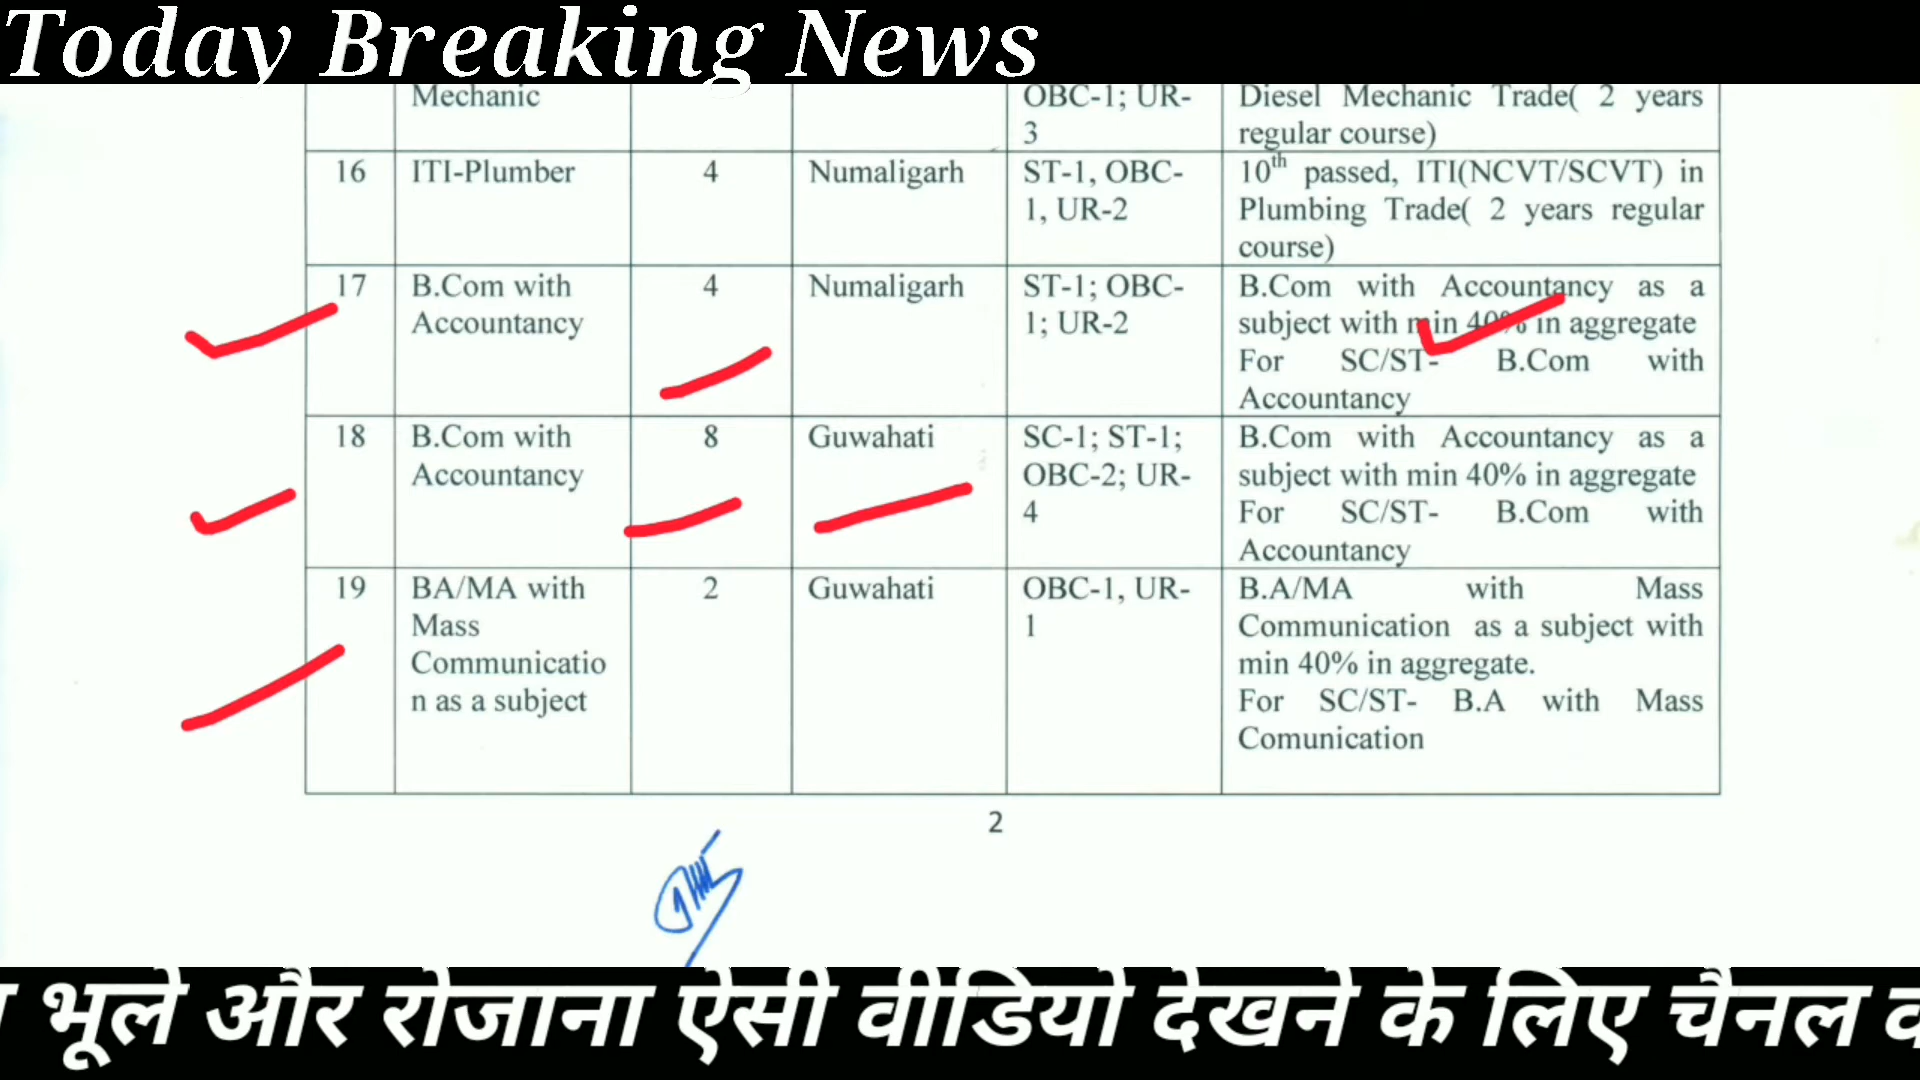 Today Breaking News
Mechanic
OBC-1; UR-
3
Diesel Mechanic Trade( 2 years
regular course)
16
ITI-Plumber
4
Numaligarh
ST-1, OBC-
1, UR-2
10th passed, ITI(NCVT/SCVT) in
Plumbing Trade( 2 years regular
course)
17
B.Com with
Accountancy
4
Numaligarh
ST-1; OBC-
1; UR-2
B.Com with Accountancy as a
subject with min 40% in aggregate
For SC/ST- B.Com with
Accountancy
18
B.Com with
Accountancy
8
Guwahati
SC-1; ST-1;
OBC-2; UR-
4
B.Com with Accountancy as a
subject with min 40% in aggregate
For SC/ST- B.Com with
Accountancy
19
BA/MA with
Mass
Communicatio
n as a subject
2
Guwahati
OBC-1, UR-
1
B.A/MA with Mass
Communication as a subject with
min 40% in aggregate.
For SC/ST- B.A with Mass
Comunication
2
भूले और रोजाना ऐसी वीडियो देखने के लिए चैनल